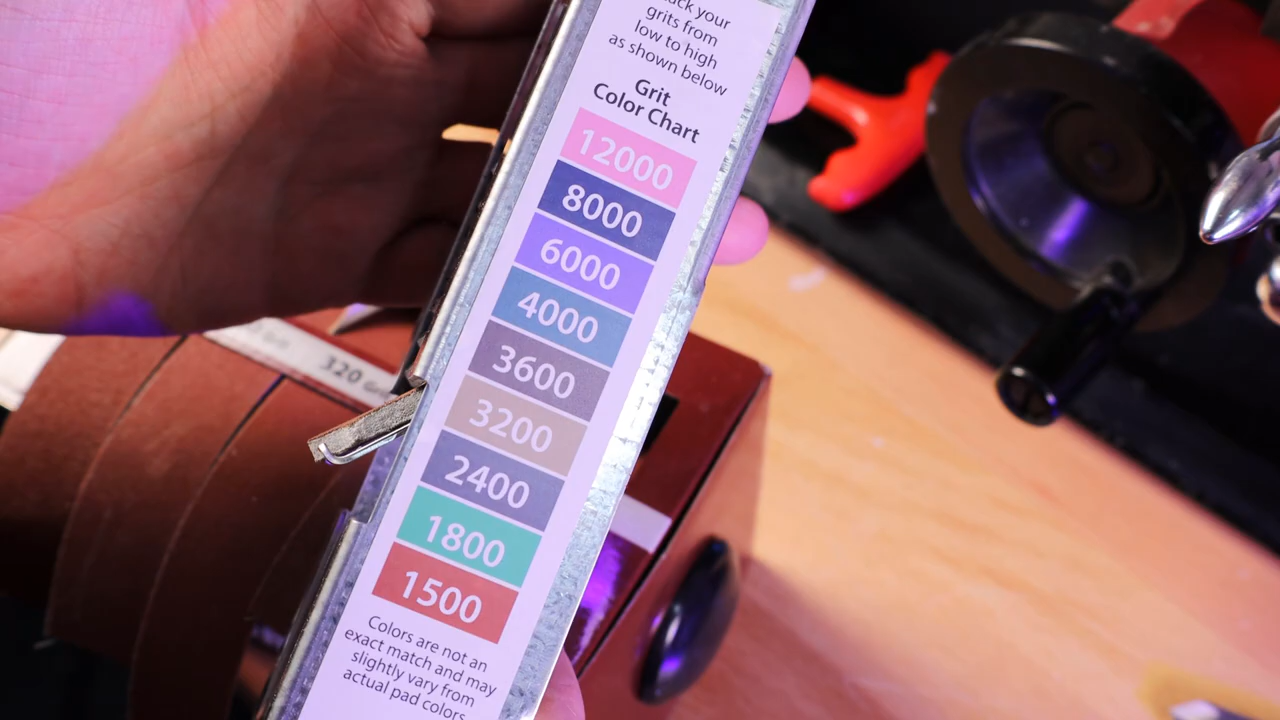 your
grits from
low to high
as shown below
Grit
Color Chart
12000
8000
6000
4000
3600
3200
2400
1800
1500
Colors are not an
exact match and may
slightly vary from
actual pad colors
320